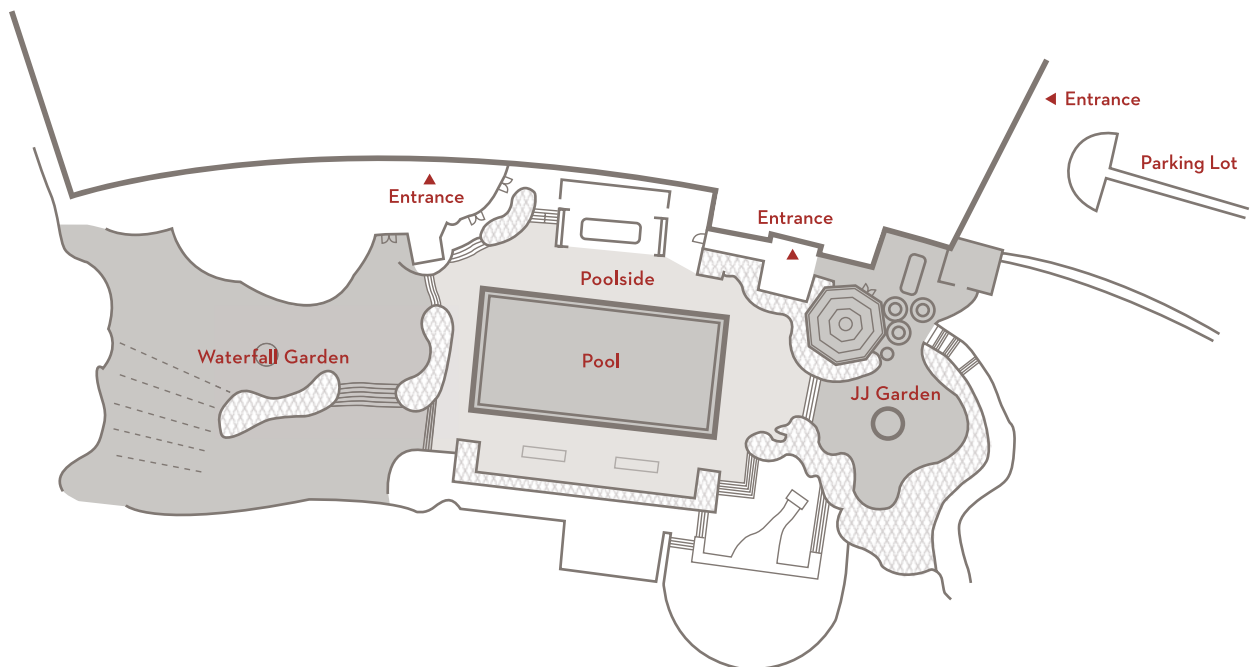 Entrance
Parking Lot
Entrance
Entrance
Poolside
Waterfall Garden
Pool
JJ Garden